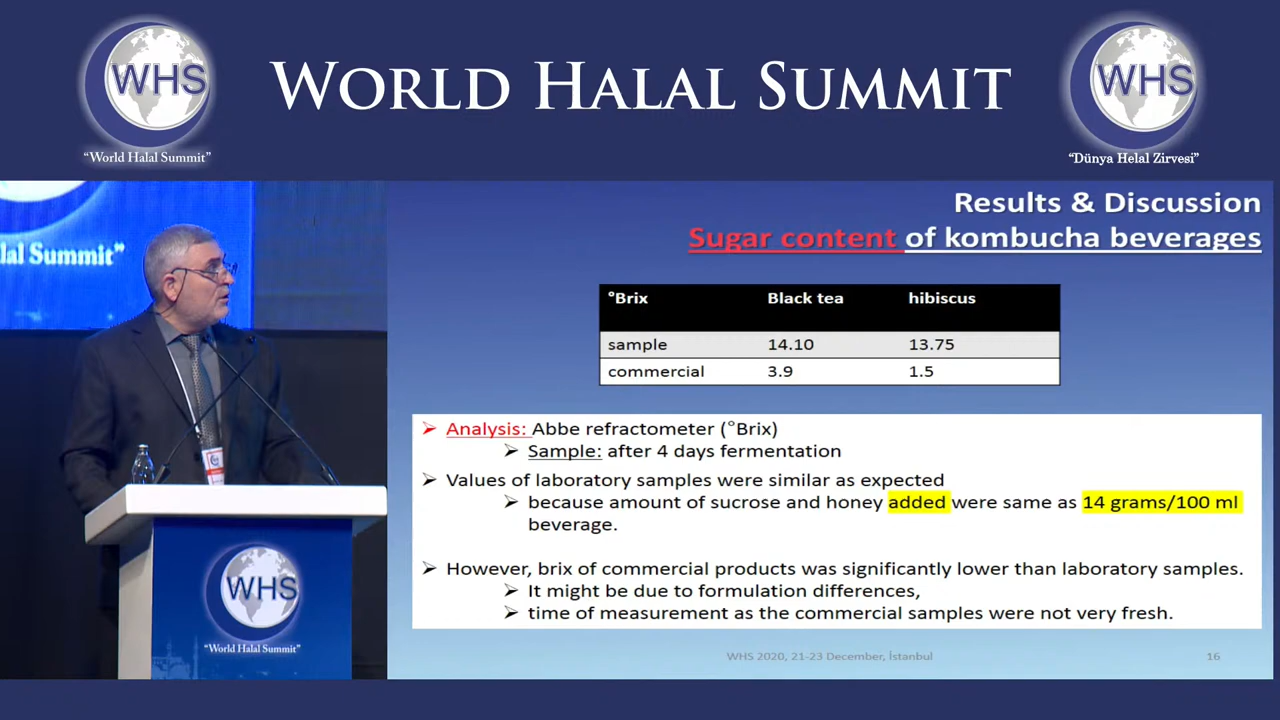 WORLD HALAL SUMMIT
WHS
“World Halal Summit”
WHS
“Dünya Helal Zirvesi”
lal Summit”
WHS
“World Halal Summit”
Results & Discussion
Sugar content of kombucha beverages
°Brix Black tea hibiscus
sample 14.10 13.75
commercial 3.9 1.5
➢ Analysis: Abbe refractometer (°Brix)
➢ Sample: after 4 days fermentation
➢ Values of laboratory samples were similar as expected
➢ because amount of sucrose and honey added were same as 14 grams/100 ml
beverage.
➢ However, brix of commercial products was significantly lower than laboratory samples.
➢ It might be due to formulation differences,
➢ time of measurement as the commercial samples were not very fresh.
WHS 2020, 21-23 December, İstanbul
16